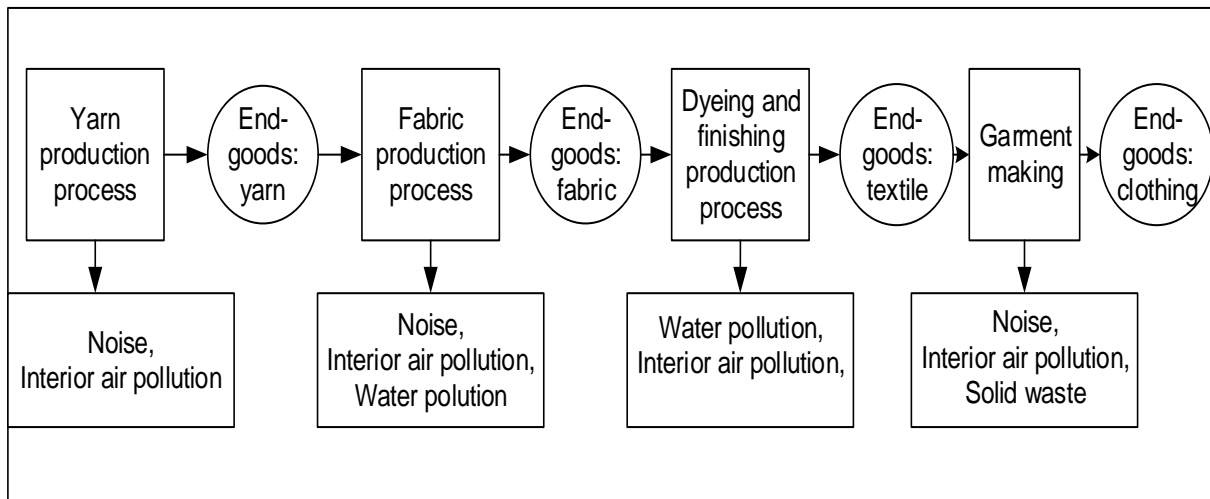 Yarn
production
process
End-
goods:
yarn
Fabric
production
process
End-
goods:
fabric
Dyeing and
finishing
production
process
End-
goods:
textile
Garment
making
End-
goods:
clothing
Noise,
Interior air pollution
Noise,
Interior air pollution,
Water polution
Water pollution,
Interior air pollution,
Noise,
Interior air pollution,
Solid waste